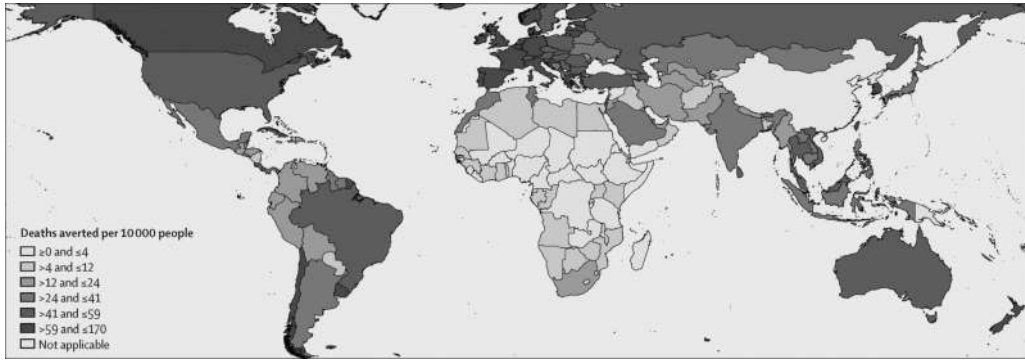 Deaths averted per 10 000 people
≥0 and ≤4
>4 and ≤12
>12 and ≤24
>24 and ≤41
>41 and ≤59
>59 and ≤170
Not applicable